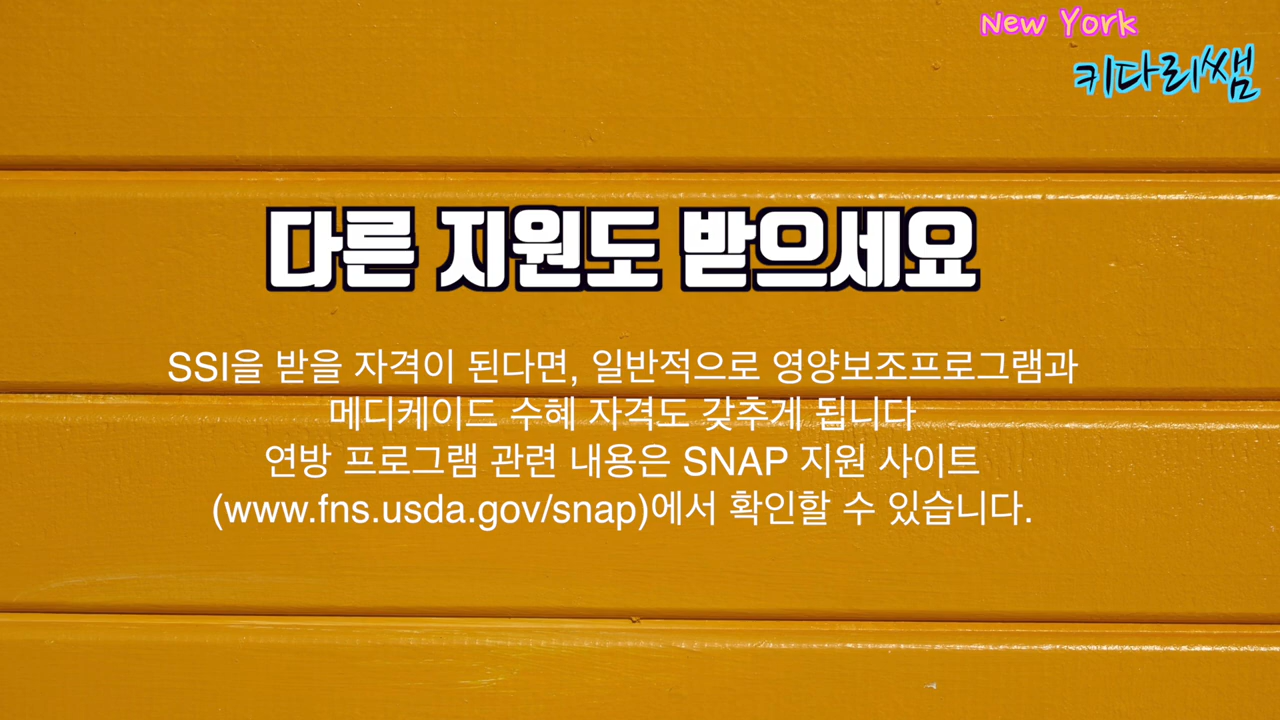 New York
키다리쌤
다른 지원도 받으세요
SSI을 받을 자격이 된다면, 일반적으로 영양보조프로그램과
메디케이드 수혜 자격도 갖추게 됩니다
연방 프로그램 관련 내용은 SNAP 지원 사이트
(www.fns.usda.gov/snap)에서 확인할 수 있습니다.